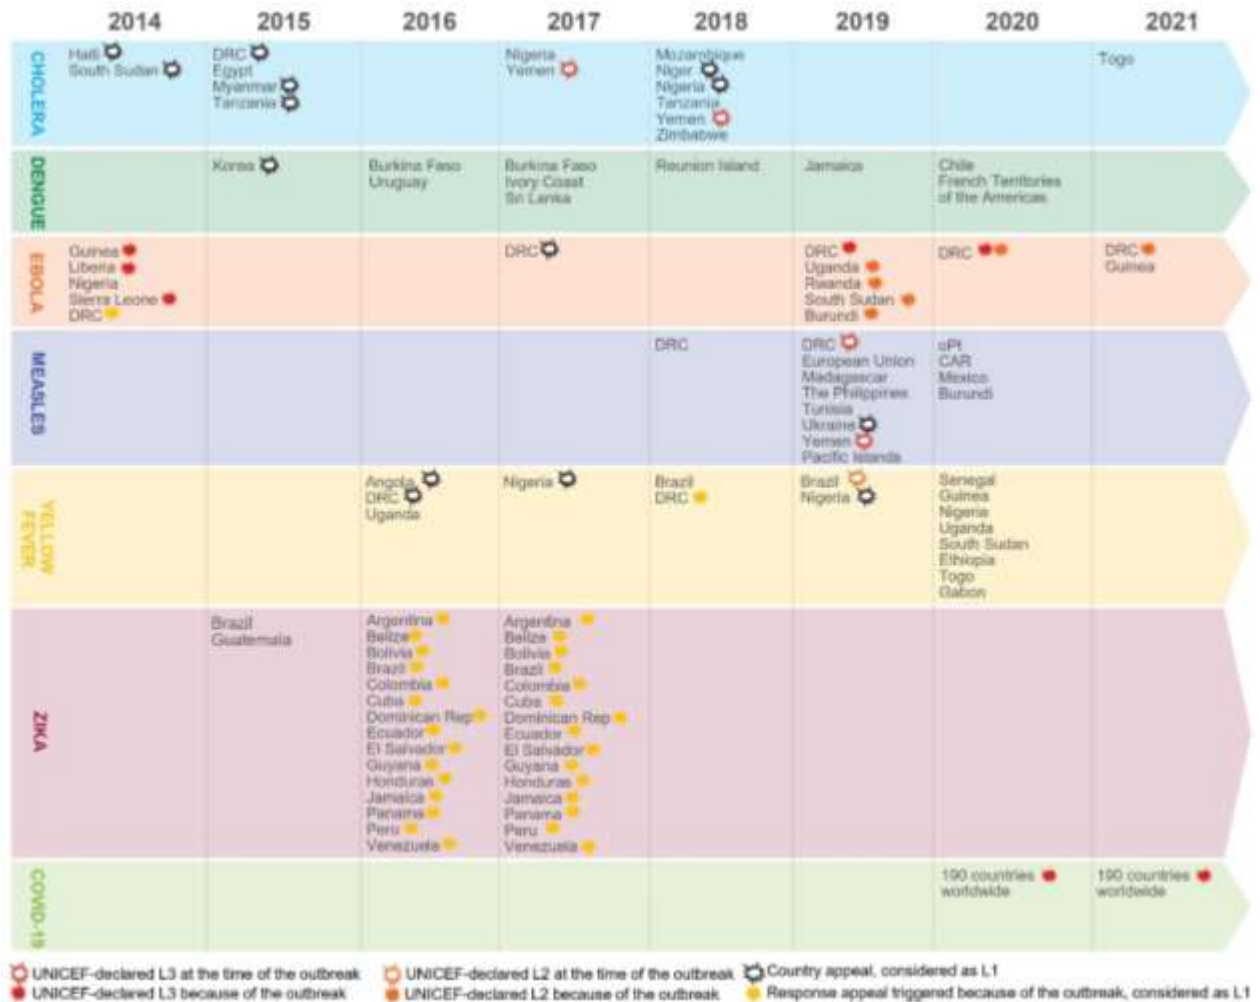 2014 2015 2016 2017 2018 2019 2020 2021
CHOLERA
Haiti
South Sudan
DRC
Egypt
Myanmar
Tanzania
Nigeria
Yemen
Mozambique
Niger
Nigeria
Tanzania
Yemen
Zimbabwe
Togo
DENGUE
Korea
Burkina Faso
Uruguay
Burkina Faso
Ivory Coast
Sri Lanka
Reunion Island
Jamaica
Chile
French Territories
of the Americas
EBOLA
Guinea
Liberia
Nigeria
Sierra Leone
DRC
DRC
DRC
Uganda
Rwanda
South Sudan
Burundi
DRC
DRC
Guinea
MEASLES
DRC
DRC
European Union
Madagascar
The Philippines
Tunisia
Ukraine
Yemen
Pacific Islands
oPt
CAR
Mexico
Burundi
YELLOW
FEVER
Angola
DRC
Uganda
Nigeria
Brazil
DRC
Brazil
Nigeria
Senegal
Guinea
Nigeria
Uganda
South Sudan
Ethiopia
Togo
Gabon
ZIKA
Brazil
Guatemala
Argentina
Belize
Bolivia
Brazil
Colombia
Cuba
Dominican Rep
Ecuador
El Salvador
Guyana
Honduras
Jamaica
Panama
Peru
Venezuela
Argentina
Belize
Bolivia
Brazil
Colombia
Cuba
Dominican Rep
Ecuador
El Salvador
Guyana
Honduras
Jamaica
Panama
Peru
Venezuela
COVID-19
190 countries
worldwide
190 countries
worldwide
UNICEF-declared L3 at the time of the outbreak
UNICEF-declared L2 at the time of the outbreak
Country appeal, considered as L1
UNICEF-declared L3 because of the outbreak
UNICEF-declared L2 because of the outbreak
Response appeal triggered because of the outbreak, considered as L1